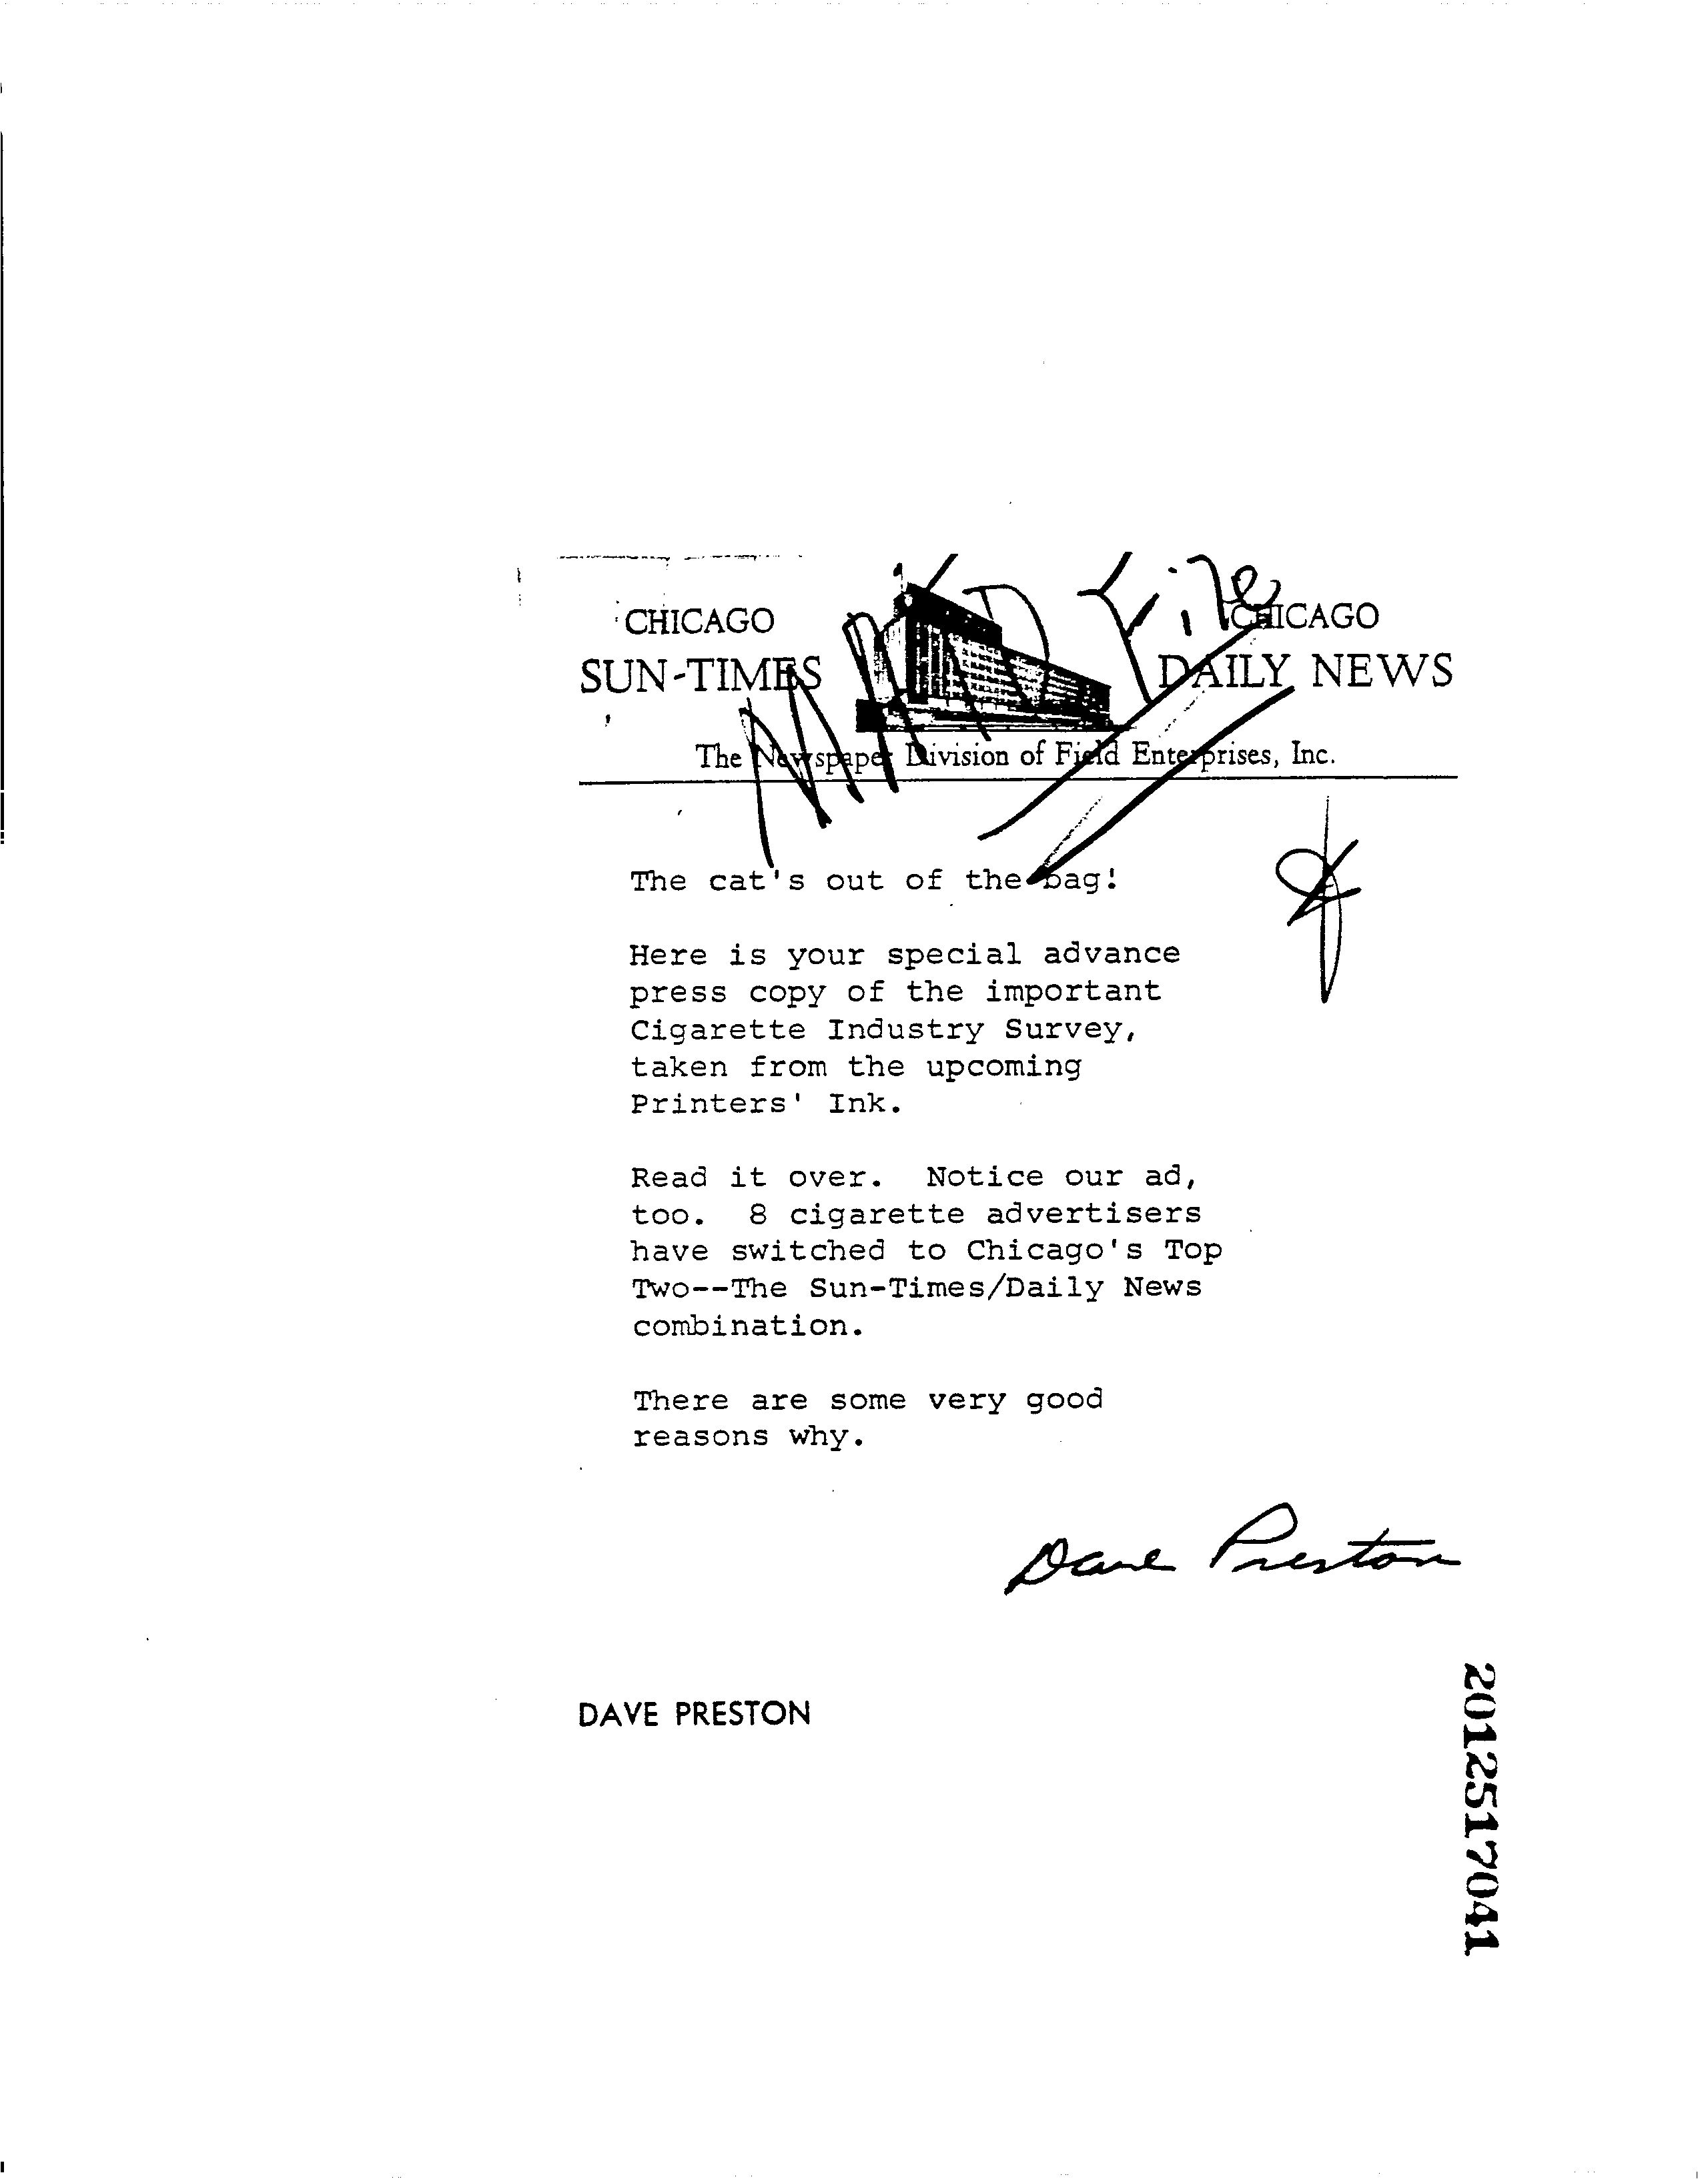 CHICAGO
SUN-TIMES
File
CHICAGO
DAILY NEWS
The Newspaper Division of Field Enterprises, Inc.
The cat's out of the bag!
Here is your special advance
press copy of the important
Cigarette Industry Survey,
taken from the upcoming
Printers' Ink.
Read it over.  Notice our ad,
too.  8 cigarette advertisers
have switched to Chicago's Top
Two--The Sun-Times/Daily News
combination.
There are some very good
reasons why.
Dave Preston
DAVE PRESTON
2012517041